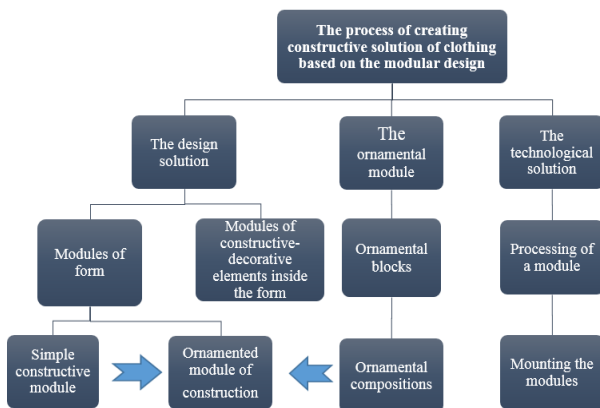 The process of creating
constructive solution of clothing
based on the modular design
The design
solution
The
ornamental
module
The
technological
solution
Modules of
form
Modules of
constructive-
decorative
elements inside
the form
Ornamental
blocks
Processing of
a module
Simple
constructive
module
Ornamented
module of
construction
Ornamental
compositions
Mounting the
modules